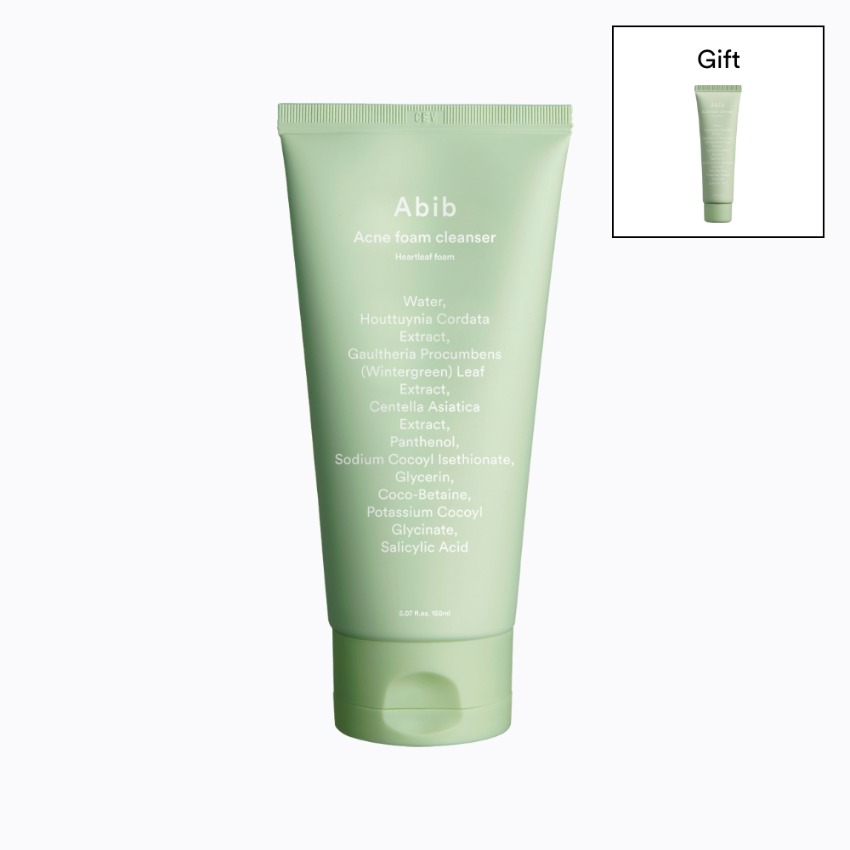 Gift
Abib
Acne foam cleanser
Heartleaf foam
Water,
Houttuynia Cordata
Extract,
Gaultheria Procumbens
(Wintergreen) Leaf
Extract,
Centella Asiatica
Extract,
Panthenol,
Sodium Cocoyl Isethionate,
Glycerin,
Coco-Betaine,
Potassium Cocoyl
Glycinate,
Salicylic Acid
5.07 fl.oz. 150ml
Abib